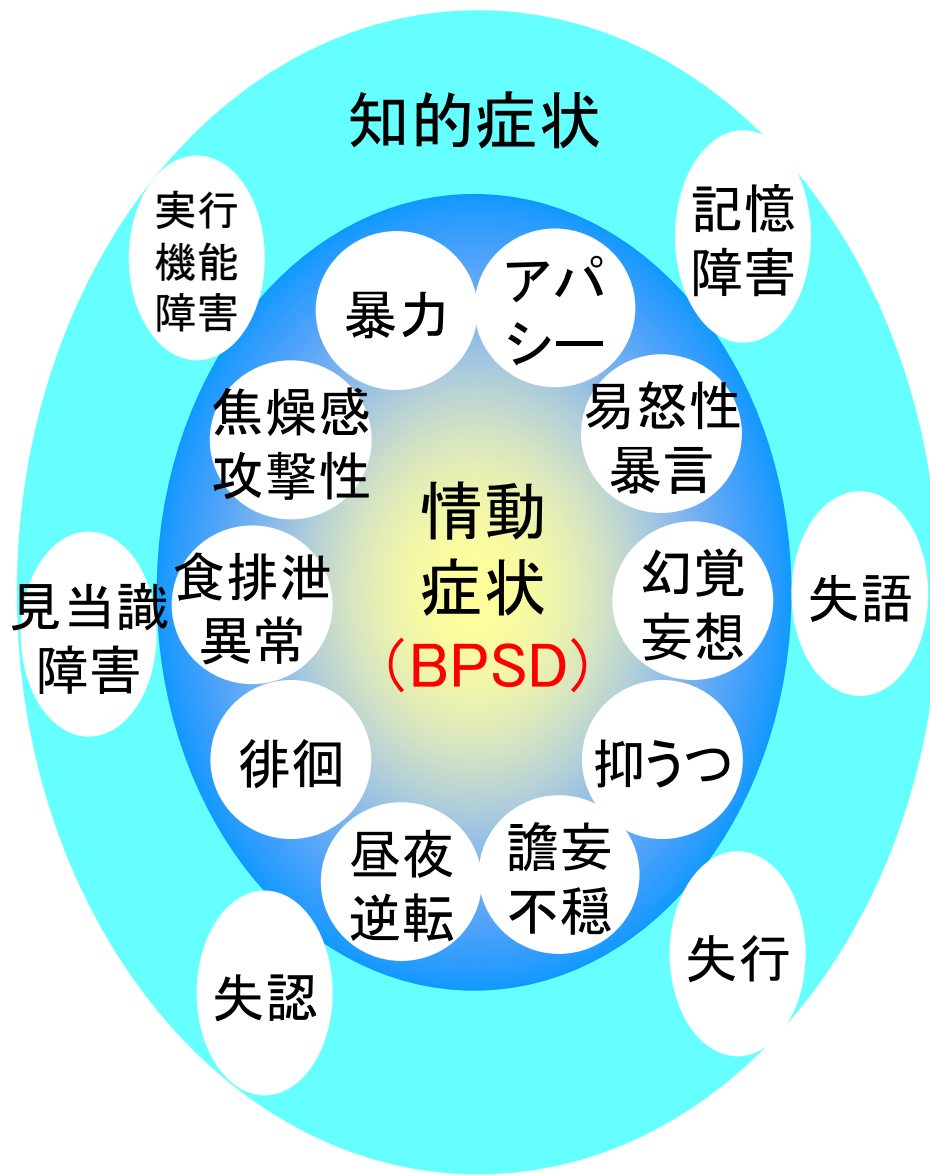 知的症状
実行
機能
障害
記憶
障害
暴力
アパ
シー
焦燥感
攻撃性
易怒性
暴言
情動
症状
（BPSD）
食排泄
異常
幻覚
妄想
見当識
障害
失語
徘徊
抑うつ
昼夜
逆転
譫妄
不穏
失認
失行